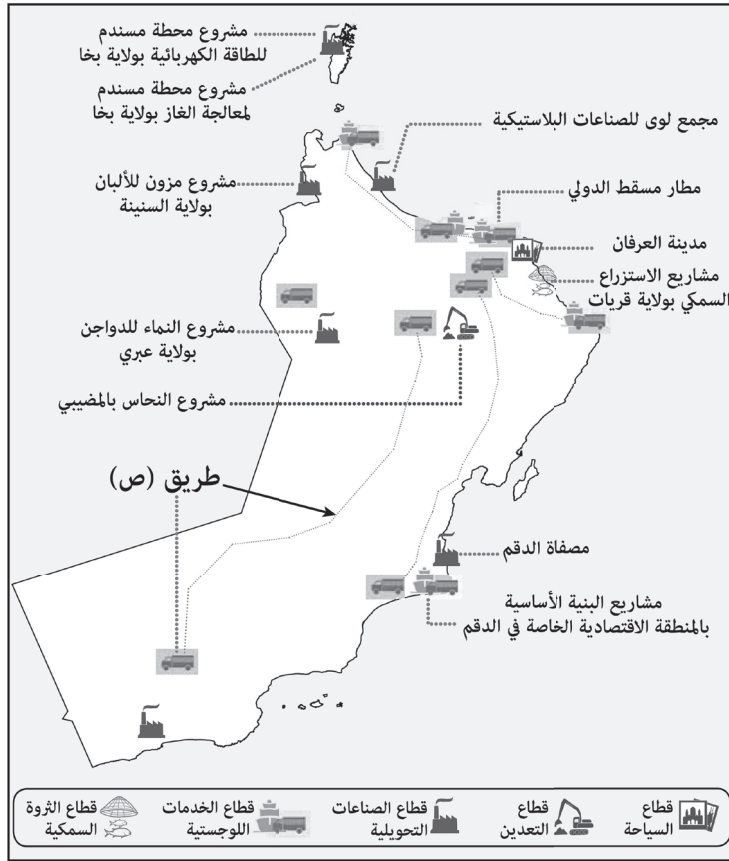 مشروع محطة مسندم
للطاقة الكهربائية بولاية بخا
مشروع محطة مسندم
لمعالجة الغاز بولاية بخا
مجمع لوى للصناعات البلاستيكية
مشروع مزون للألبان
بولاية السنينة
مطار مسقط الدولي
مدينة العرفان
مشاريع الاستزراع
السمكي بولاية قريات
مشروع النماء للدواجن
بولاية عبري
مشروع النحاس بالمضيبي
طريق (ص)
مصفاة الدقم
مشاريع البنية الأساسية
بالمنطقة الاقتصادية الخاصة في الدقم
قطاع
السياحة
قطاع
التعدين
قطاع الصناعات
التحويلية
قطاع الخدمات
اللوجستية
قطاع الثروة
السمكية